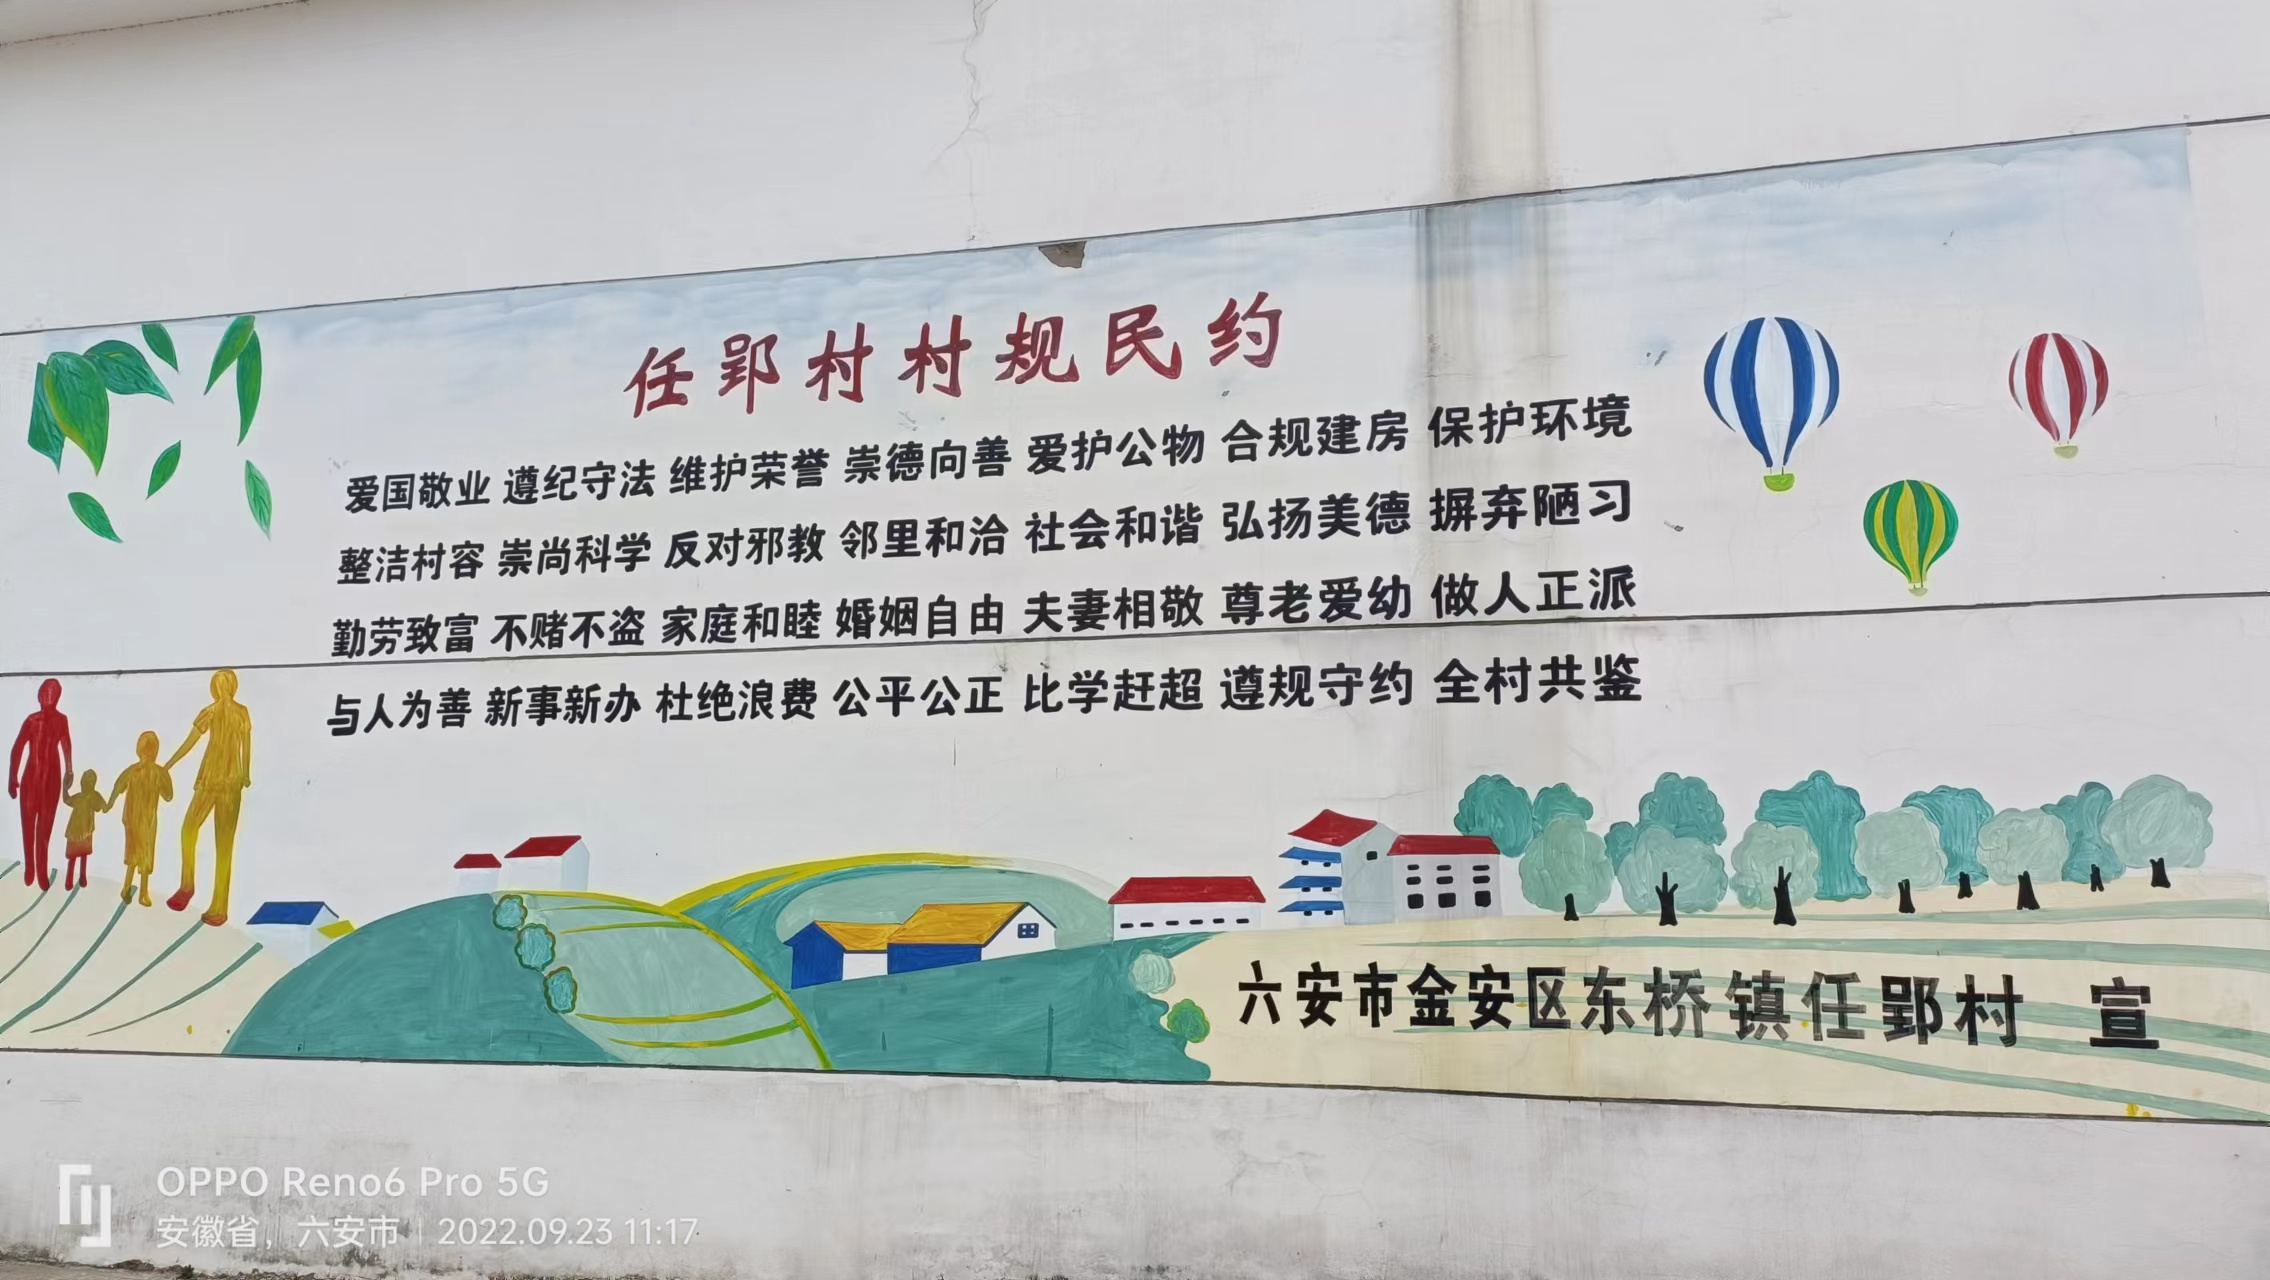 任郢村村规民约
爱国敬业 遵纪守法 维护荣誉 崇德向善 爱护公物 合规建房 保护环境
整洁村容 崇尚科学 反对邪教 邻里和洽 社会和谐 弘扬美德 摒弃陋习
勤劳致富 不赌不盗 家庭和睦 婚姻自由 夫妻相敬 尊老爱幼 做人正派
与人为善 新事新办 杜绝浪费 公平公正 比学赶超 遵规守约 全村共鉴
六安市金安区东桥镇任郢村 宣
OPPO Reno6 Pro 5G
安徽省，六安市 | 2022.09.23 11:17